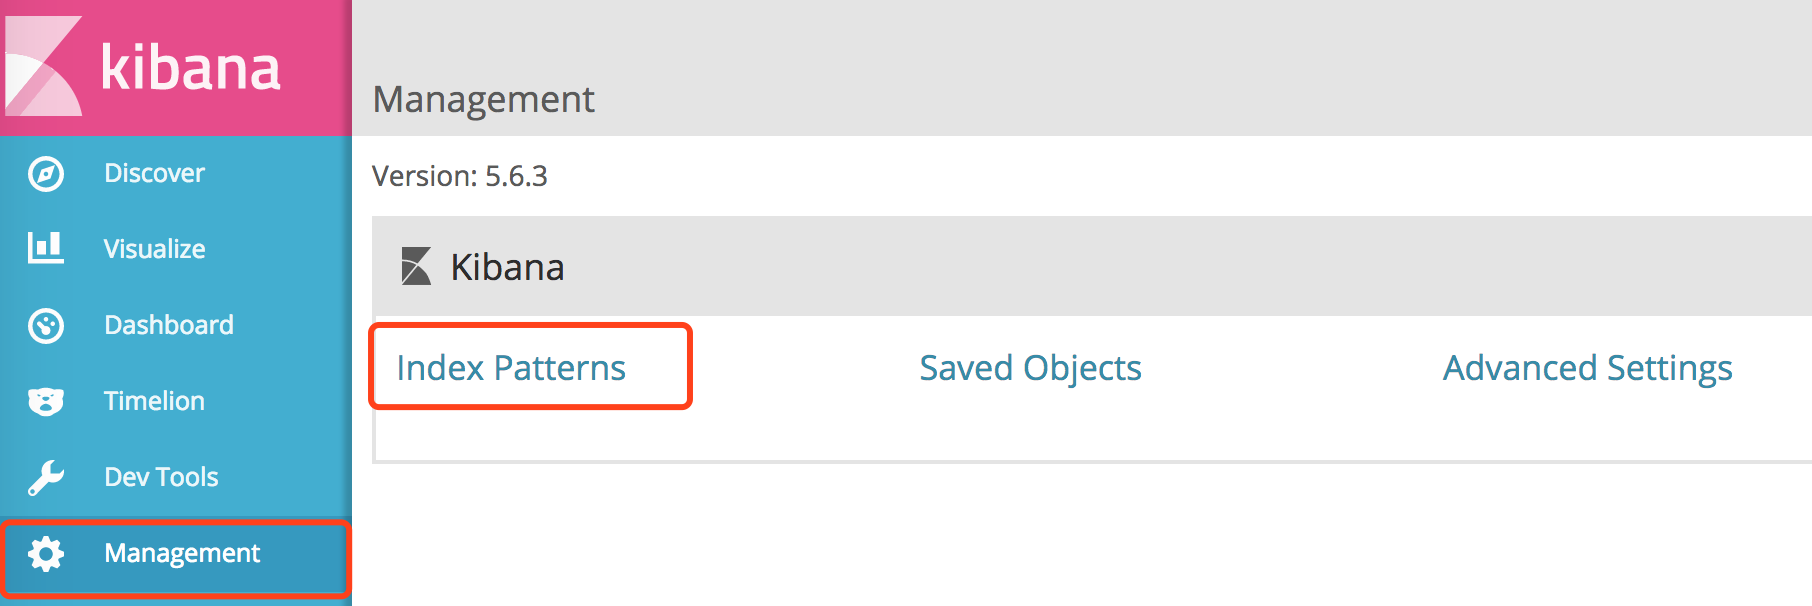 kibana
Discover
Visualize
Dashboard
Timelion
Dev Tools
Management
Management
Version: 5.6.3
Kibana
Index Patterns
Saved Objects
Advanced Settings